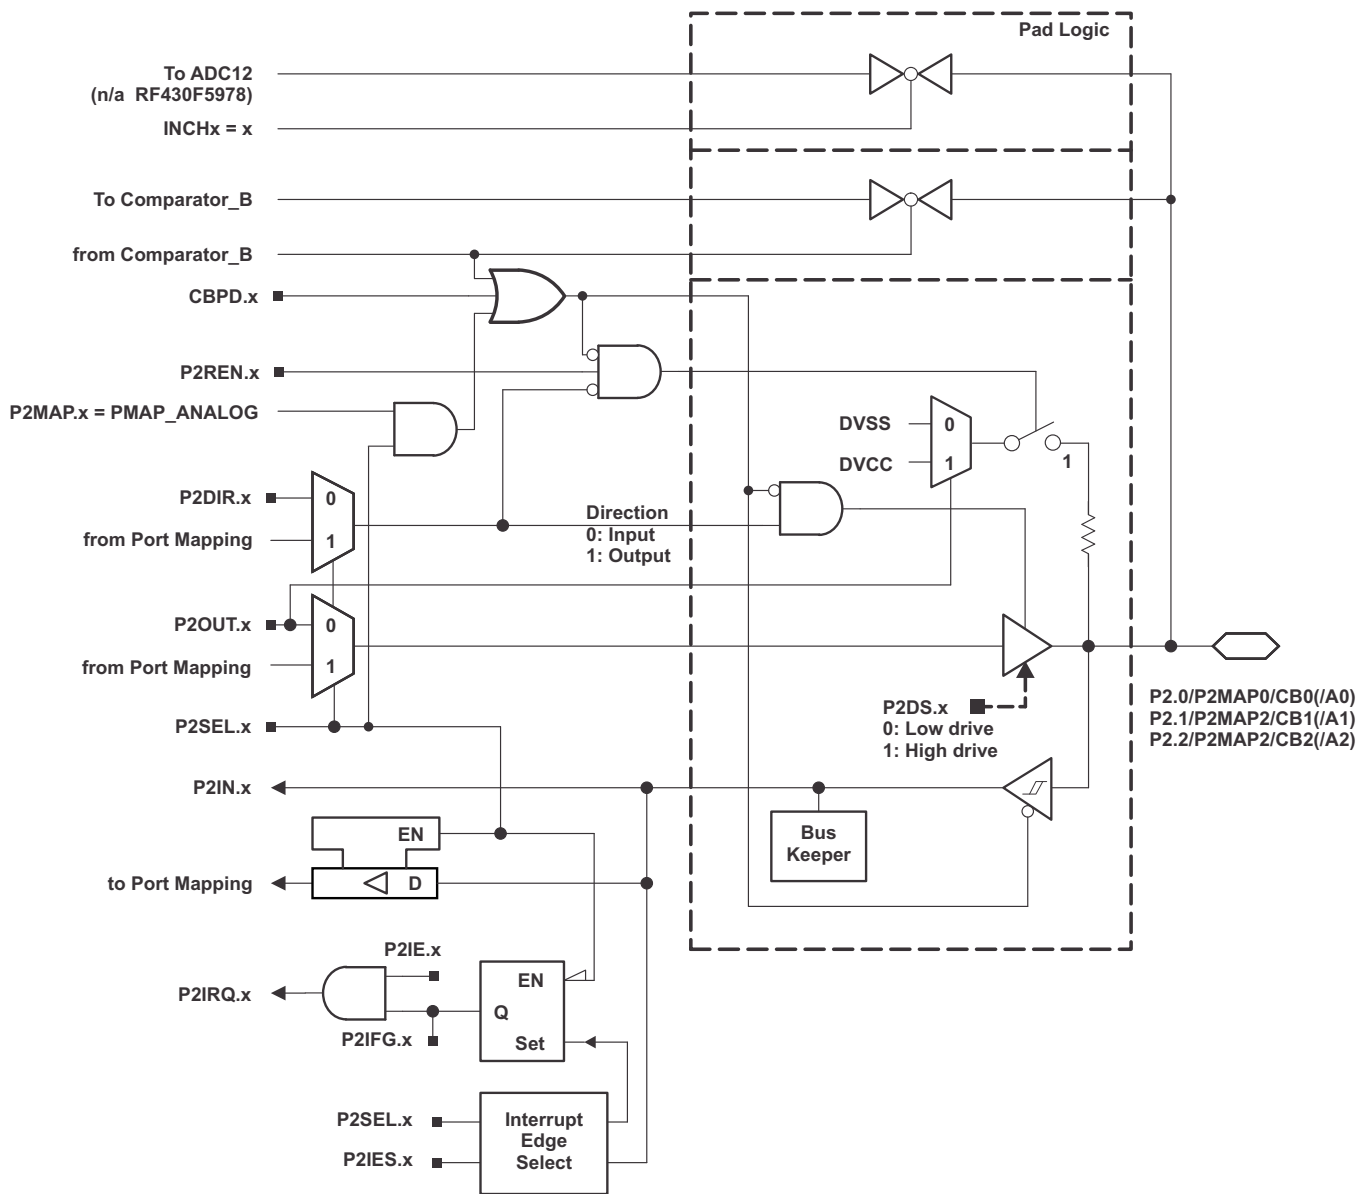 Pad Logic
To ADC12
(n/a RF430F5978)
INCHx = x
To Comparator_B
from Comparator_B
CBPD.x
P2REN.x
P2MAP.x = PMAP_ANALOG
DVSS
0
DVCC
1
1
P2DIR.x
0
from Port Mapping
1
Direction
0: Input
1: Output
P2OUT.x
0
from Port Mapping
1
P2SEL.x
P2DS.x
0: Low drive
1: High drive
P2.0/P2MAP0/CB0(/A0)
P2.1/P2MAP2/CB1(/A1)
P2.2/P2MAP2/CB2(/A2)
P2IN.x
Bus
Keeper
EN
to Port Mapping
D
P2IE.x
P2IRQ.x
P2IFG.x
EN
Q
Set
P2SEL.x
P2IES.x
Interrupt
Edge
Select